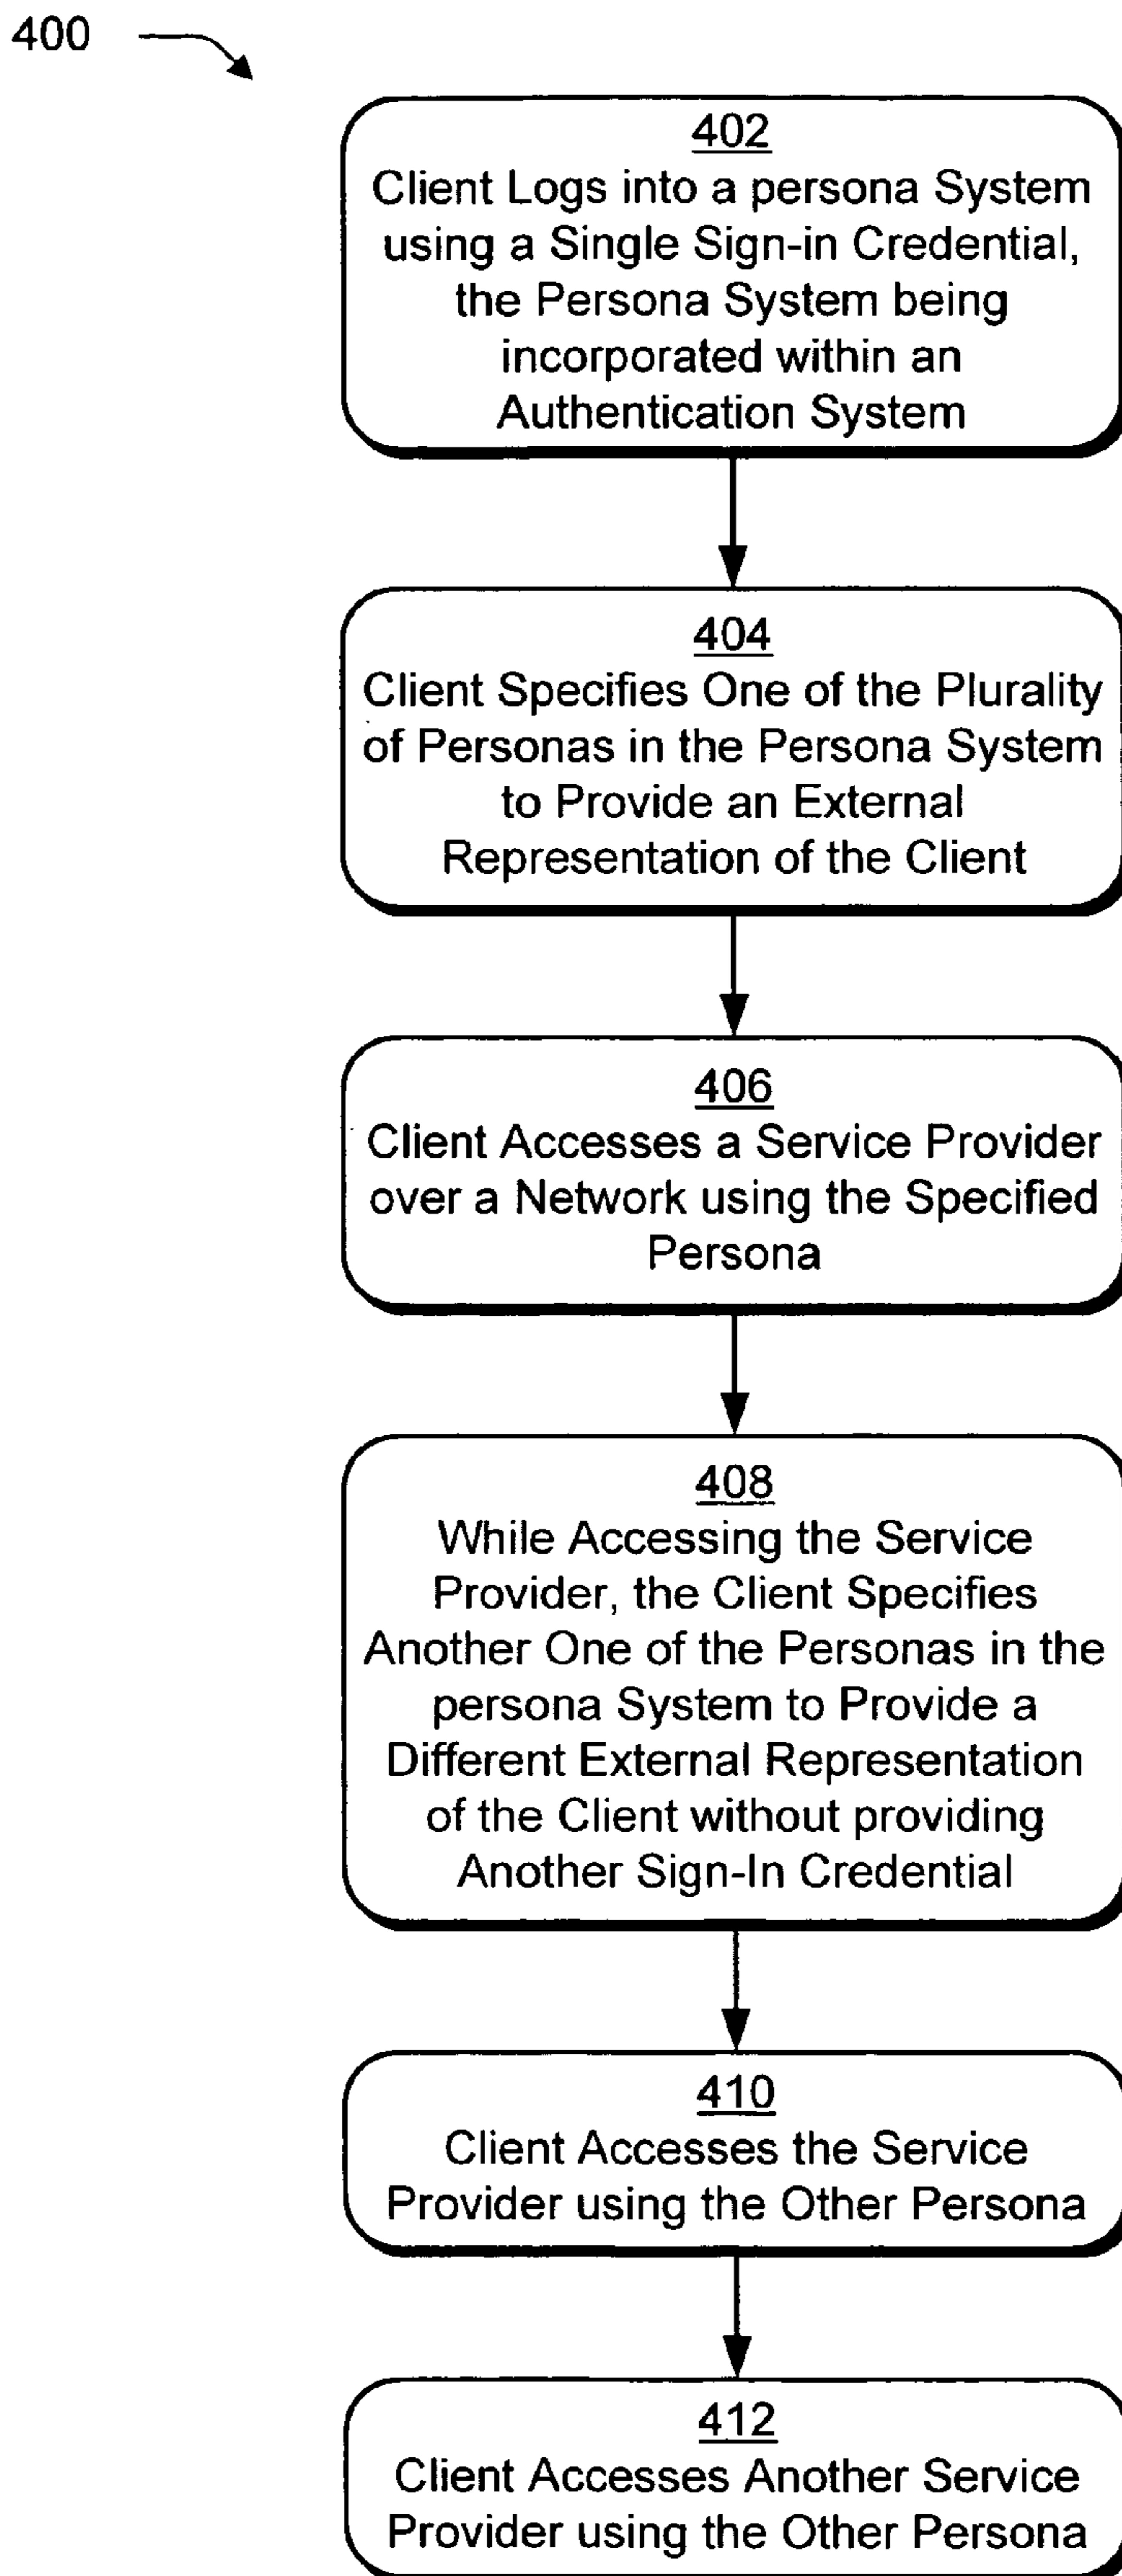 400
402
Client Logs into a persona System
using a Single Sign-in Credential,
the Persona System being
incorporated within an
Authentication System
404
Client Specifies One of the Plurality
of Personas in the Persona System
to Provide an External
Representation of the Client
406
Client Accesses a Service Provider
over a Network using the Specified
Persona
408
While Accessing the Service
Provider, the Client Specifies
Another One of the Personas in the
persona System to Provide a
Different External Representation
of the Client without providing
Another Sign-In Credential
410
Client Accesses the Service
Provider using the Other Persona
412
Client Accesses Another Service
Provider using the Other Persona